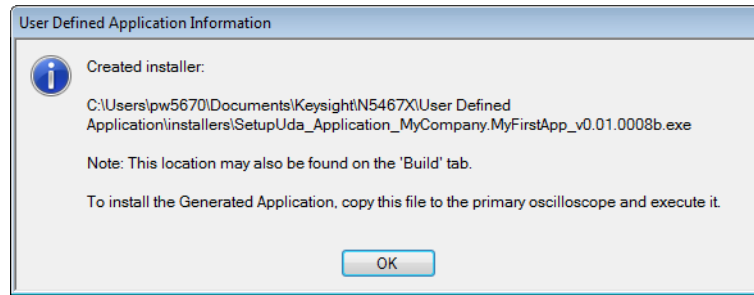 User Defined Application Information
Created installer:
C:\Users\pw5670\Documents\Keysight\N5467X\User Defined
Application\installers\SetupUda_Application_MyCompany.MyFirstApp_v0.01.0008b.exe
Note: This location may also be found on the 'Build' tab.
To install the Generated Application, copy this file to the primary oscilloscope and execute it.
OK